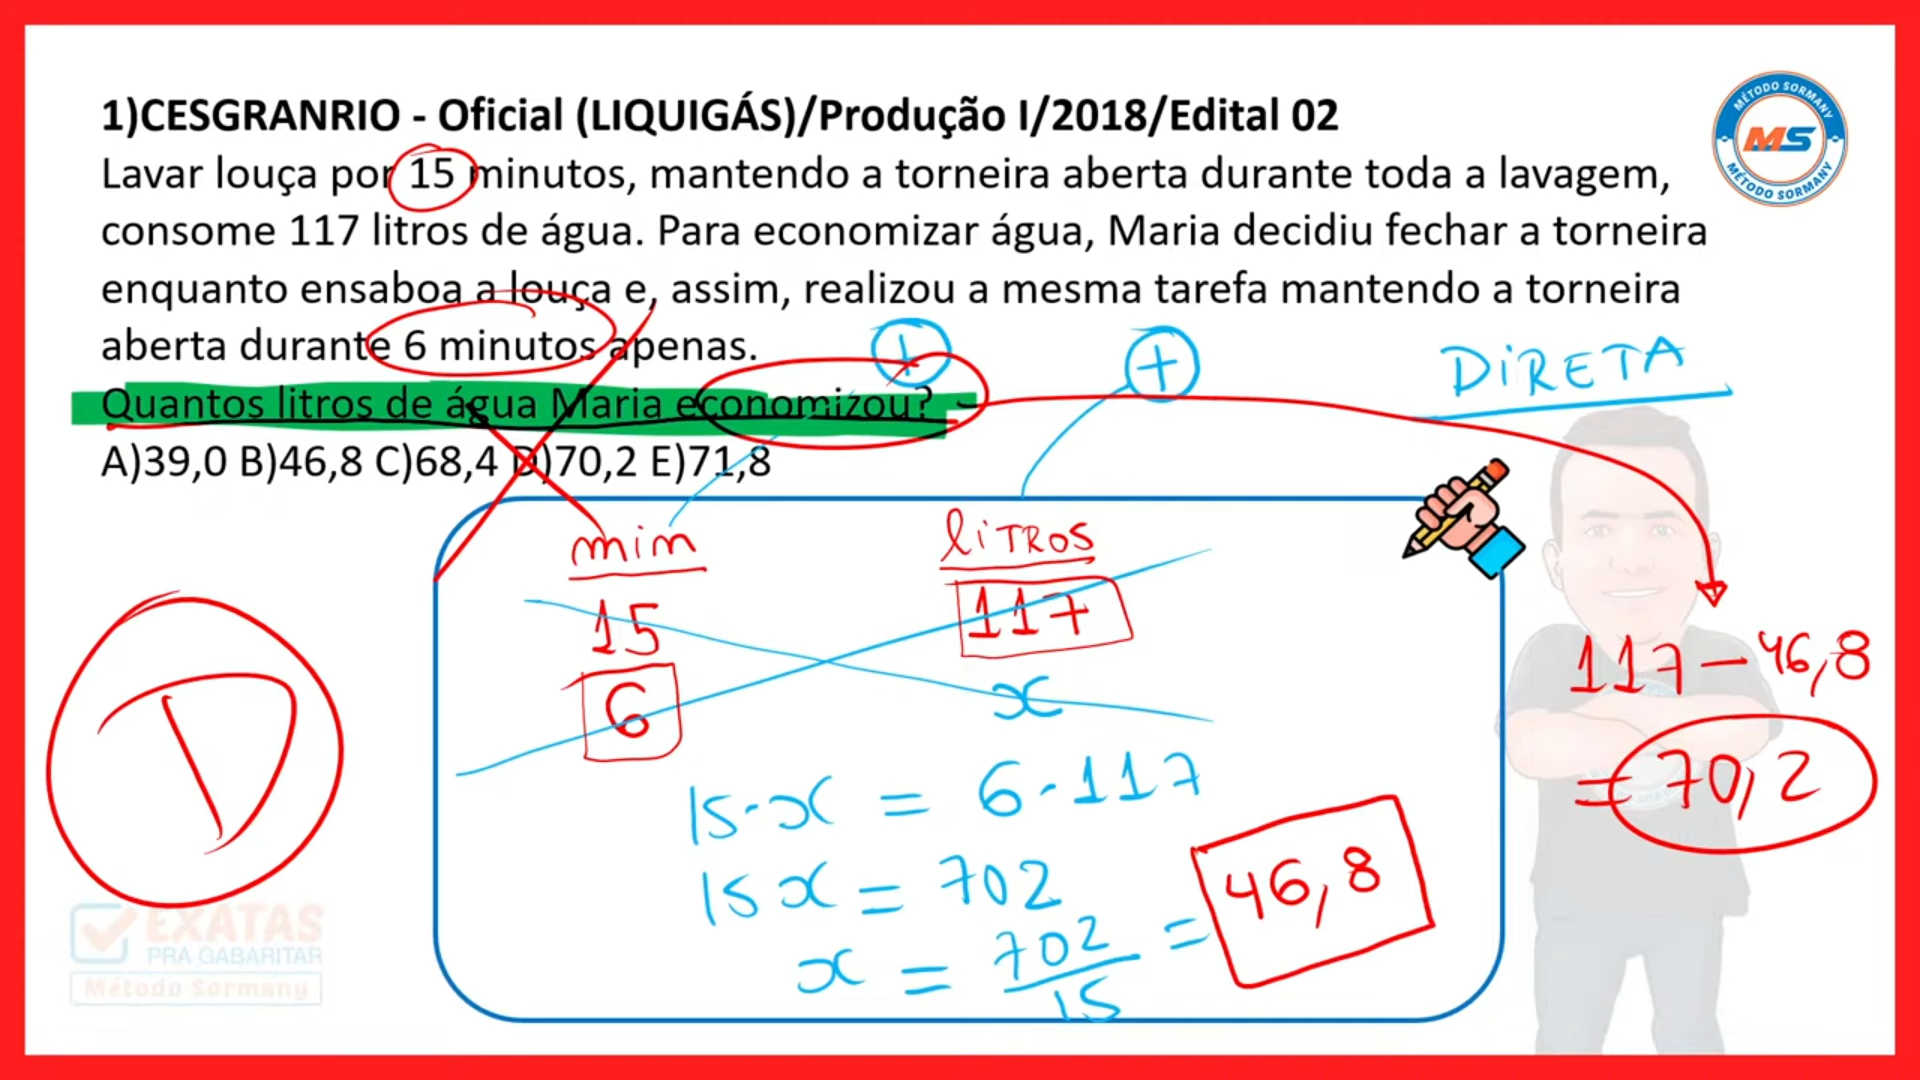 1)CESGRANRIO - Oficial (LIQUIGÁS)/Produção I/2018/Edital 02
MÉTODO SORMANY
MS
MÉTODO SORMANY
Lavar louça por 15 minutos, mantendo a torneira aberta durante toda a lavagem,
consome 117 litros de água. Para economizar água, Maria decidiu fechar a torneira
enquanto ensaboa a louça e, assim, realizou a mesma tarefa mantendo a torneira
aberta durante 6 minutos apenas.
+ +
DIRETA
Quantos litros de água Maria economizou?
A)39,0 B)46,8 C)68,4 D)70,2 E)71,8
mim litros
15 117
6 x
117 - 46,8
= 70,2
D
15·x = 6·117
15x = 702
x = 702/15 = 46,8
EXATAS
PRA GABARITAR
Método Sormany